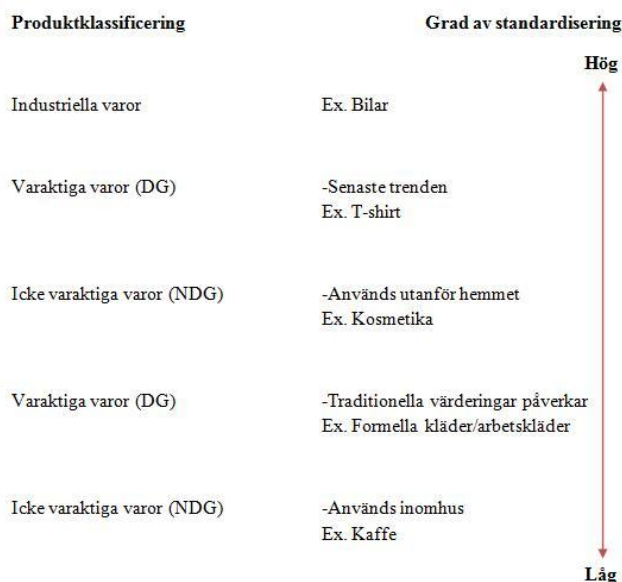 Produktklassificering Grad av standardisering
Hög
Industriella varor Ex. Bilar
Varaktiga varor (DG) -Senaste trenden
Ex. T-shirt
Icke varaktiga varor (NDG) -Används utanför hemmet
Ex. Kosmetika
Varaktiga varor (DG) -Traditionella värderingar påverkar
Ex. Formella kläder/arbetskläder
Icke varaktiga varor (NDG) -Används inomhus
Ex. Kaffe
Låg